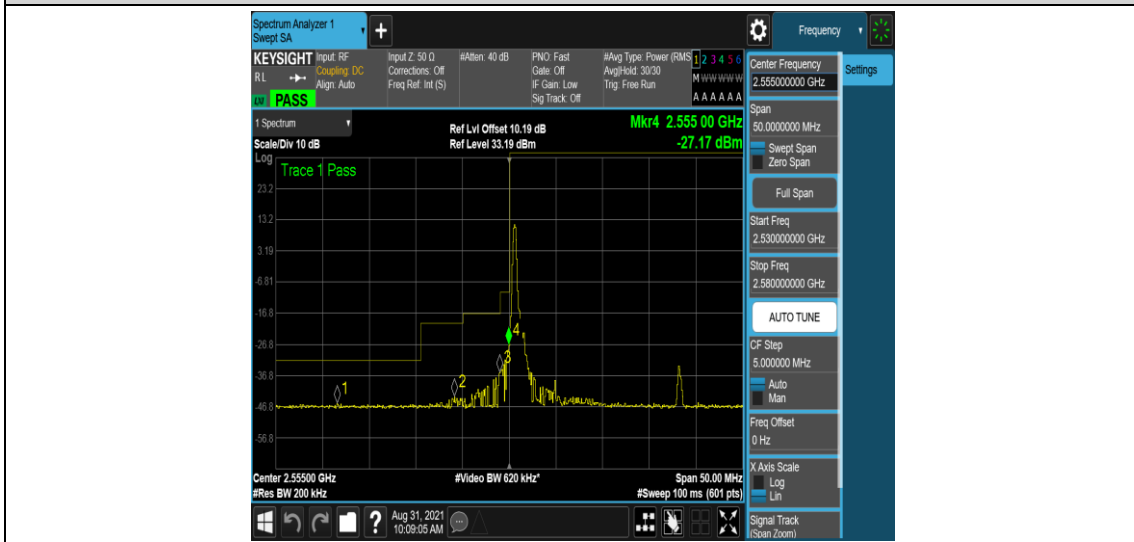 Spectrum Analyzer 1
Swept SA
+
Frequency
KEYSIGHT
RL
PASS
Input: RF
Coupling: DC
Align: Auto
Input Z: 50 Ω
Corrections: Off
Freq Ref: Int (S)
#Atten: 40 dB
PNO: Fast
Gate: Off
IF Gain: Low
Sig Track: Off
#Avg Type: Power (RMS
Avg|Hold: 30/30
Trig: Free Run
1 2 3 4 5 6
M W W W W W
A A A A A A
1 Spectrum
Scale/Div 10 dB
Ref Lvl Offset 10.19 dB
Ref Level 33.19 dBm
Mkr4 2.555 00 GHz
-27.17 dBm
Log
Trace 1 Pass
23.2
13.2
3.19
-6.81
-16.8
-26.8
-36.8
-46.8
-56.8
1
2
3
4
Center 2.55500 GHz
#Res BW 200 kHz
#Video BW 620 kHz*
Span 50.00 MHz
#Sweep 100 ms (601 pts)
?
Aug 31, 2021
10:09:05 AM
Center Frequency
2.555000000 GHz
Settings
Span
50.0000000 MHz
Swept Span
Zero Span
Full Span
Start Freq
2.530000000 GHz
Stop Freq
2.580000000 GHz
AUTO TUNE
CF Step
5.000000 MHz
Auto
Man
Freq Offset
0 Hz
X Axis Scale
Log
Lin
Signal Track
(Span Zoom)